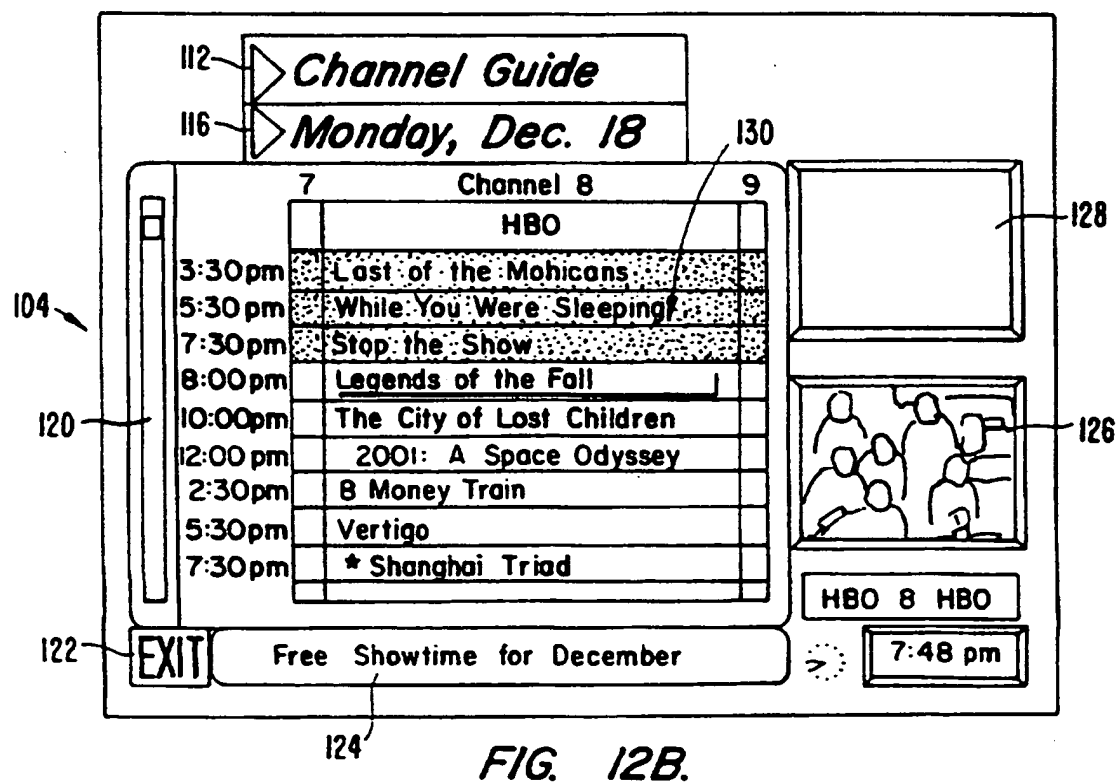 112 Channel Guide
116 Monday, Dec. 18
130
7 Channel 8 9
HBO
128
3:30pm Last of the Mohicans
104
5:30pm While You Were Sleeping
7:30pm Stop the Show
8:00pm Legends of the Fall
120
10:00pm The City of Lost Children
126
12:00 pm 2001: A Space Odyssey
2:30pm 8 Money Train
5:30pm Vertigo
7:30pm * Shanghai Triad
HBO 8 HBO
122 EXIT Free Showtime for December 7:48 pm
124
FIG. 12B.